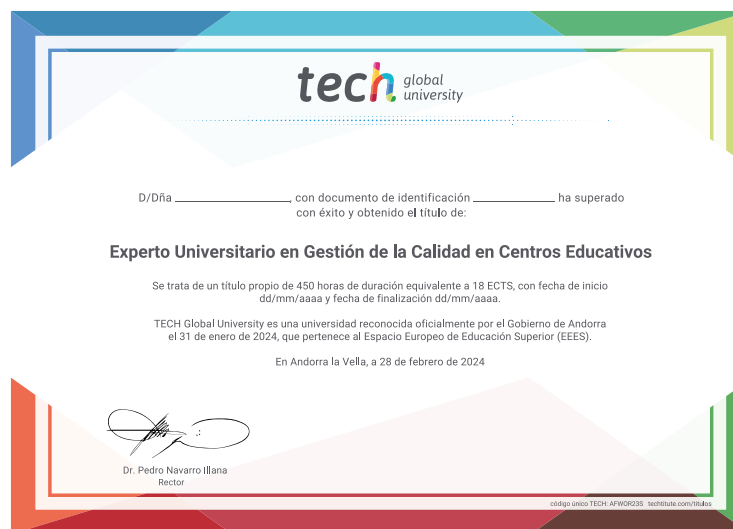 tech global university
D/Dña ____________, con documento de identificación ____________ ha superado
con éxito y obtenido el título de:
Experto Universitario en Gestión de la Calidad en Centros Educativos
Se trata de un título propio de 450 horas de duración equivalente a 18 ECTS, con fecha de inicio
dd/mm/aaaa y fecha de finalización dd/mm/aaaa.
TECH Global University es una universidad reconocida oficialmente por el Gobierno de Andorra
el 31 de enero de 2024, que pertenece al Espacio Europeo de Educación Superior (EEES).
En Andorra la Vella, a 28 de febrero de 2024
Dr. Pedro Navarro Illana
Rector
código único TECH: AFWOR23S techtitute.com/titulos